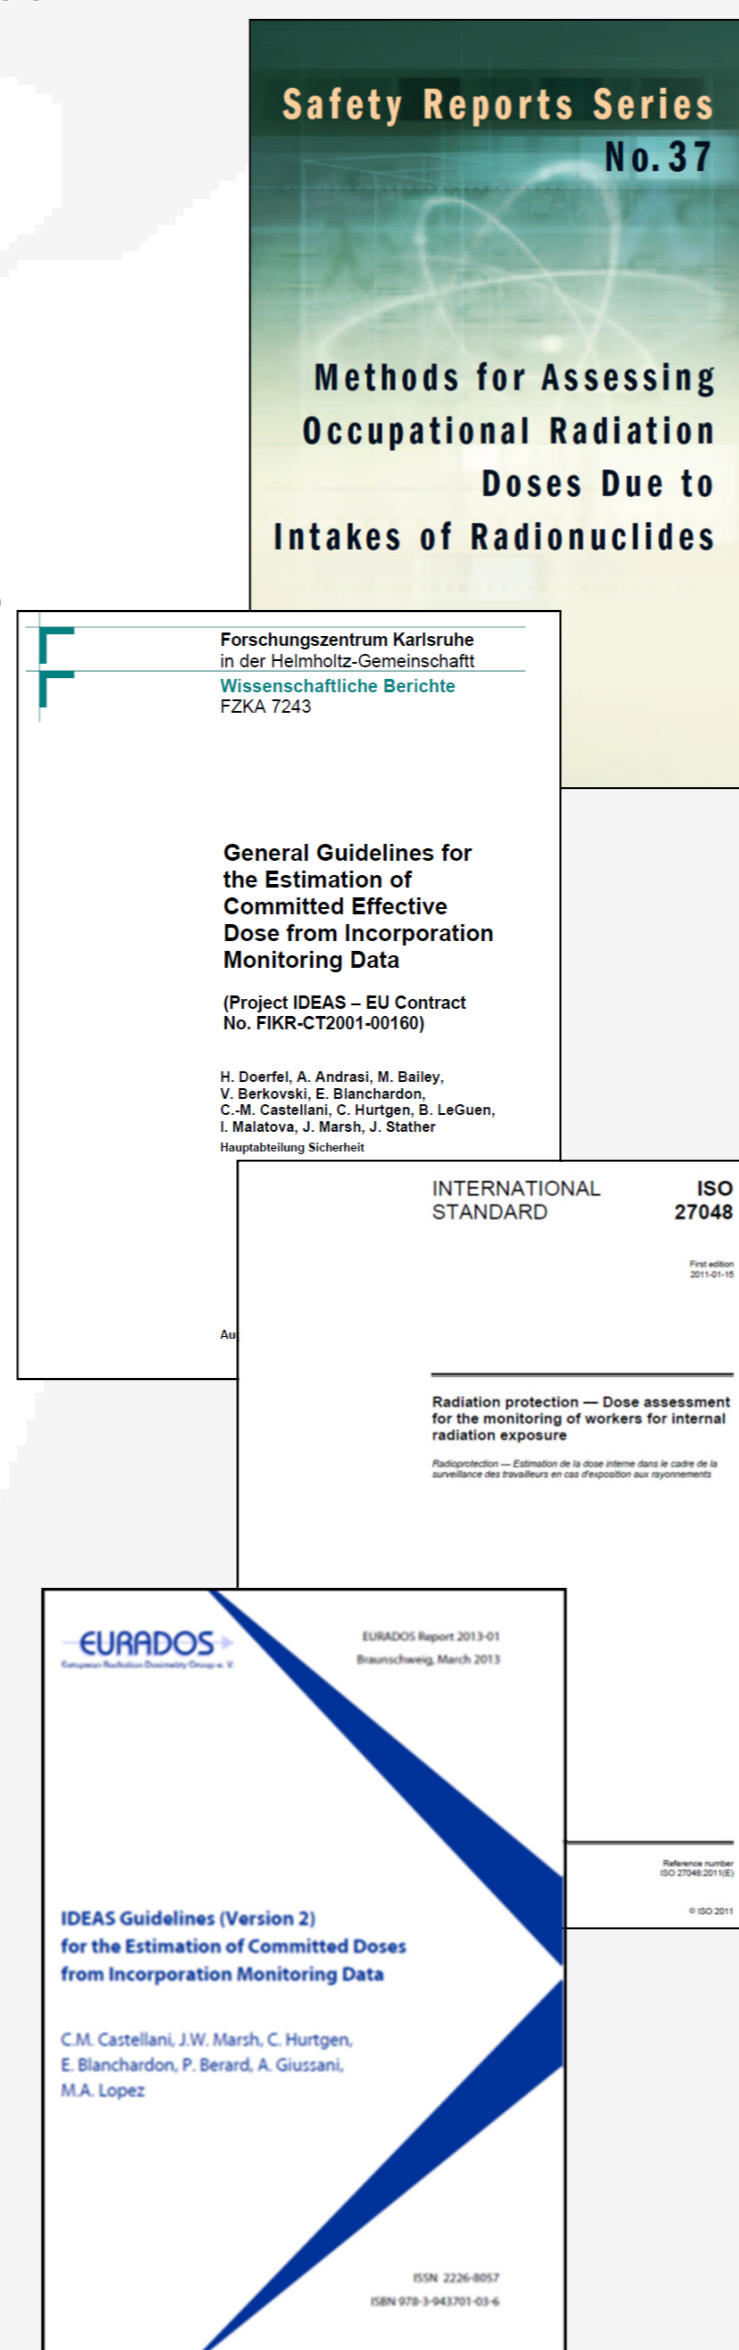 Safety Reports Series
No. 37
Methods for Assessing
Occupational Radiation
Doses Due to
Intakes of Radionuclides
Forschungszentrum Karlsruhe
in der Helmholtz-Gemeinschaftt
Wissenschaftliche Berichte
FZKA 7243
General Guidelines for
the Estimation of
Committed Effective
Dose from Incorporation
Monitoring Data
(Project IDEAS – EU Contract
No. FIKR-CT2001-00160)
H. Doerfel, A. Andrasi, M. Bailey,
V. Berkovski, E. Blanchardon,
C.-M. Castellani, C. Hurtgen, B. LeGuen,
I. Malatova, J. Marsh, J. Stather
Hauptabteilung Sicherheit
Au
INTERNATIONAL
STANDARD
ISO
27048
First edition
2011-01-15
Radiation protection — Dose assessment
for the monitoring of workers for internal
radiation exposure
Radioprotection — Estimation de la dose interne dans le cadre de la
surveillance des travailleurs en cas d'exposition aux rayonnements
Reference number
ISO 27048:2011(E)
© ISO 2011
EURADOS
European Radiation Dosimetry Group e. V.
EURADOS Report 2013-01
Braunschweig, March 2013
IDEAS Guidelines (Version 2)
for the Estimation of Committed Doses
from Incorporation Monitoring Data
C.M. Castellani, J.W. Marsh, C. Hurtgen,
E. Blanchardon, P. Berard, A. Giussani,
M.A. Lopez
ISSN 2226-8057
ISBN 978-3-943701-03-6